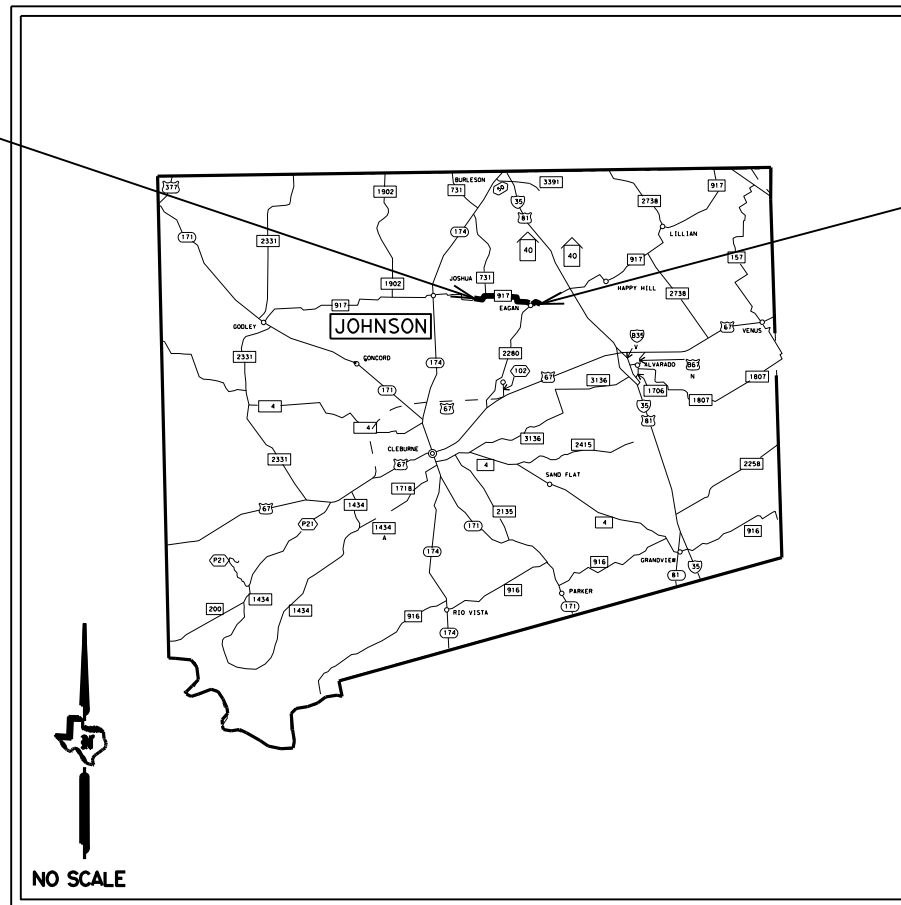 377
BURLESON
731
50
3391
917
1902
35
2738
171
81
174
LILLIAN
2331
40
40
157
917
JOSHUA
731
1902
HAPPY HILL
917
917
EAGAN
2738
GODLEY
JOHNSON
67
VENUS
B35
V
2280
2331
CONCORD
174
102
ALVARADO
B67
N
67
3136
1807
171
1706
1807
4
67
35
81
4
3136
2415
CLEBURNE
2331
67
4
2258
SAND FLAT
1718
1434
67
2135
P21
1434
A
171
4
916
174
P21
GRANDVIEW
916
35
81
1434
PARKER
200
1434
916
916
RIO VISTA
171
174
N
NO SCALE